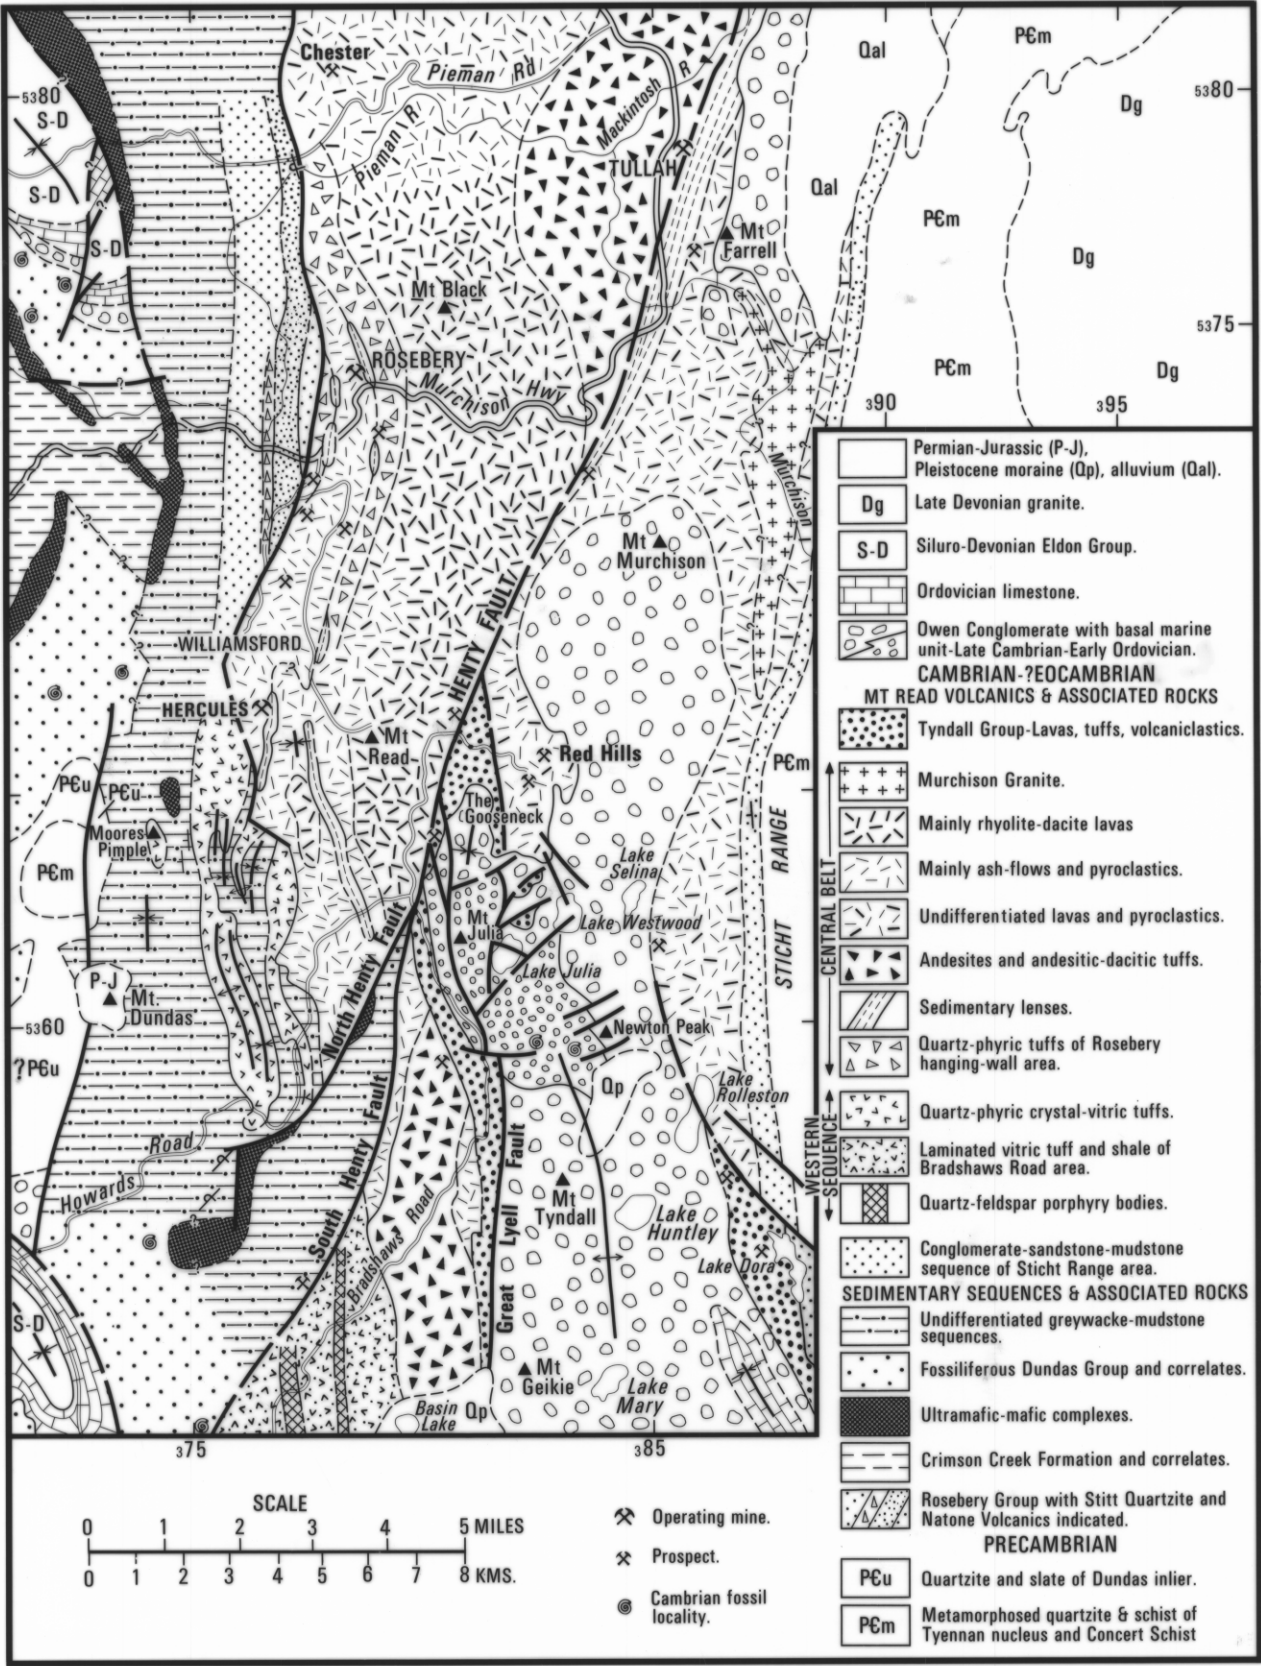 Chester
Pieman Rd
Qal
PЄm
5380
S-D
Mackintosh R
Dg
5380
Pieman R
TULLAH
S-D
Qal
PЄm
S-D
Mt
Farrell
Dg
Mt Black
5375
ROSEBERY
Murchison Hwy
PЄm
Dg
390
395
Murchison
Mt
Murchison
HENTY FAULT
WILLIAMSFORD
HERCULES
Mt
Read
Red Hills
PЄm
PЄu
PЄu
The
Gooseneck
Moores
Pimple
PЄm
Lake
Selina
STICHT RANGE
Mt
Julia
Lake Westwood
North Henty Fault
Lake Julia
P-J
Mt.
Dundas
5360
Newton Peak
?PЄu
Qp
Lake
Rolleston
South Henty Fault
Howards Road
Great Lyell Fault
Mt
Tyndall
Lake
Huntley
Bradshaws Road
Lake Dora
S-D
Mt
Geikie
Lake
Mary
Basin
Lake
Qp
375
385
Permian-Jurassic (P-J),
Pleistocene moraine (Qp), alluvium (Qal).
Dg Late Devonian granite.
S-D Siluro-Devonian Eldon Group.
Ordovician limestone.
Owen Conglomerate with basal marine
unit-Late Cambrian-Early Ordovician.
CAMBRIAN-?EOCAMBRIAN
MT READ VOLCANICS & ASSOCIATED ROCKS
Tyndall Group-Lavas, tuffs, volcaniclastics.
CENTRAL BELT
Murchison Granite.
Mainly rhyolite-dacite lavas
Mainly ash-flows and pyroclastics.
Undifferentiated lavas and pyroclastics.
Andesites and andesitic-dacitic tuffs.
Sedimentary lenses.
Quartz-phyric tuffs of Rosebery
hanging-wall area.
WESTERN
SEQUENCE
Quartz-phyric crystal-vitric tuffs.
Laminated vitric tuff and shale of
Bradshaws Road area.
Quartz-feldspar porphyry bodies.
Conglomerate-sandstone-mudstone
sequence of Sticht Range area.
SEDIMENTARY SEQUENCES & ASSOCIATED ROCKS
Undifferentiated greywacke-mudstone
sequences.
Fossiliferous Dundas Group and correlates.
Ultramafic-mafic complexes.
Crimson Creek Formation and correlates.
Rosebery Group with Stitt Quartzite and
Natone Volcanics indicated.
PRECAMBRIAN
PЄu Quartzite and slate of Dundas inlier.
PЄm Metamorphosed quartzite & schist of
Tyennan nucleus and Concert Schist
SCALE
0 1 2 3 4 5 MILES
0 1 2 3 4 5 6 7 8 KMS.
Operating mine.
Prospect.
Cambrian fossil
locality.